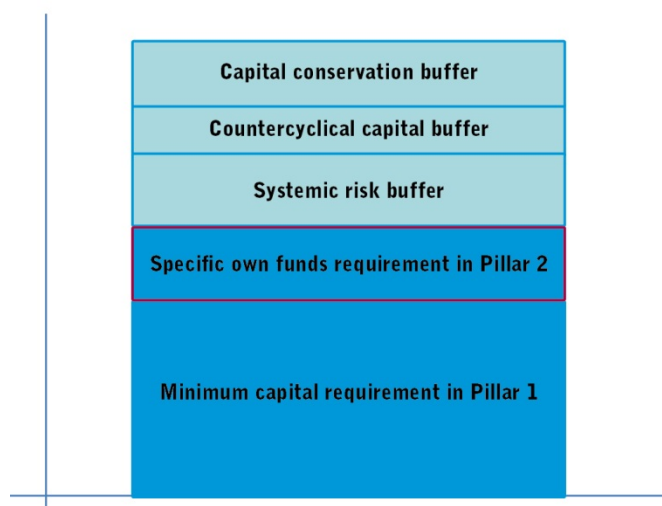 Capital conservation buffer
Countercyclical capital buffer
Systemic risk buffer
Specific own funds requirement in Pillar 2
Minimum capital requirement in Pillar 1